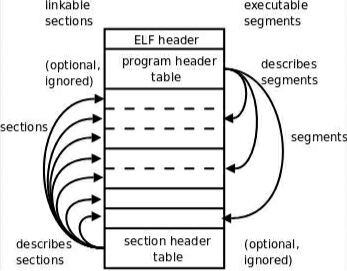 linkable
sections
executable
segments
ELF header
(optional,
ignored)
program header
table
describes
segments
sections
segments
describes
sections
section header
table
(optional,
ignored)